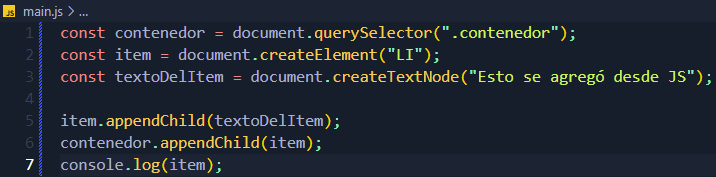 JS main.js > ...
1 const contenedor = document.querySelector(".contenedor");
2 const item = document.createElement("LI");
3 const textoDelItem = document.createTextNode("Esto se agregó desde JS");
4
5 item.appendChild(textoDelItem);
6 contenedor.appendChild(item);
7 console.log(item);